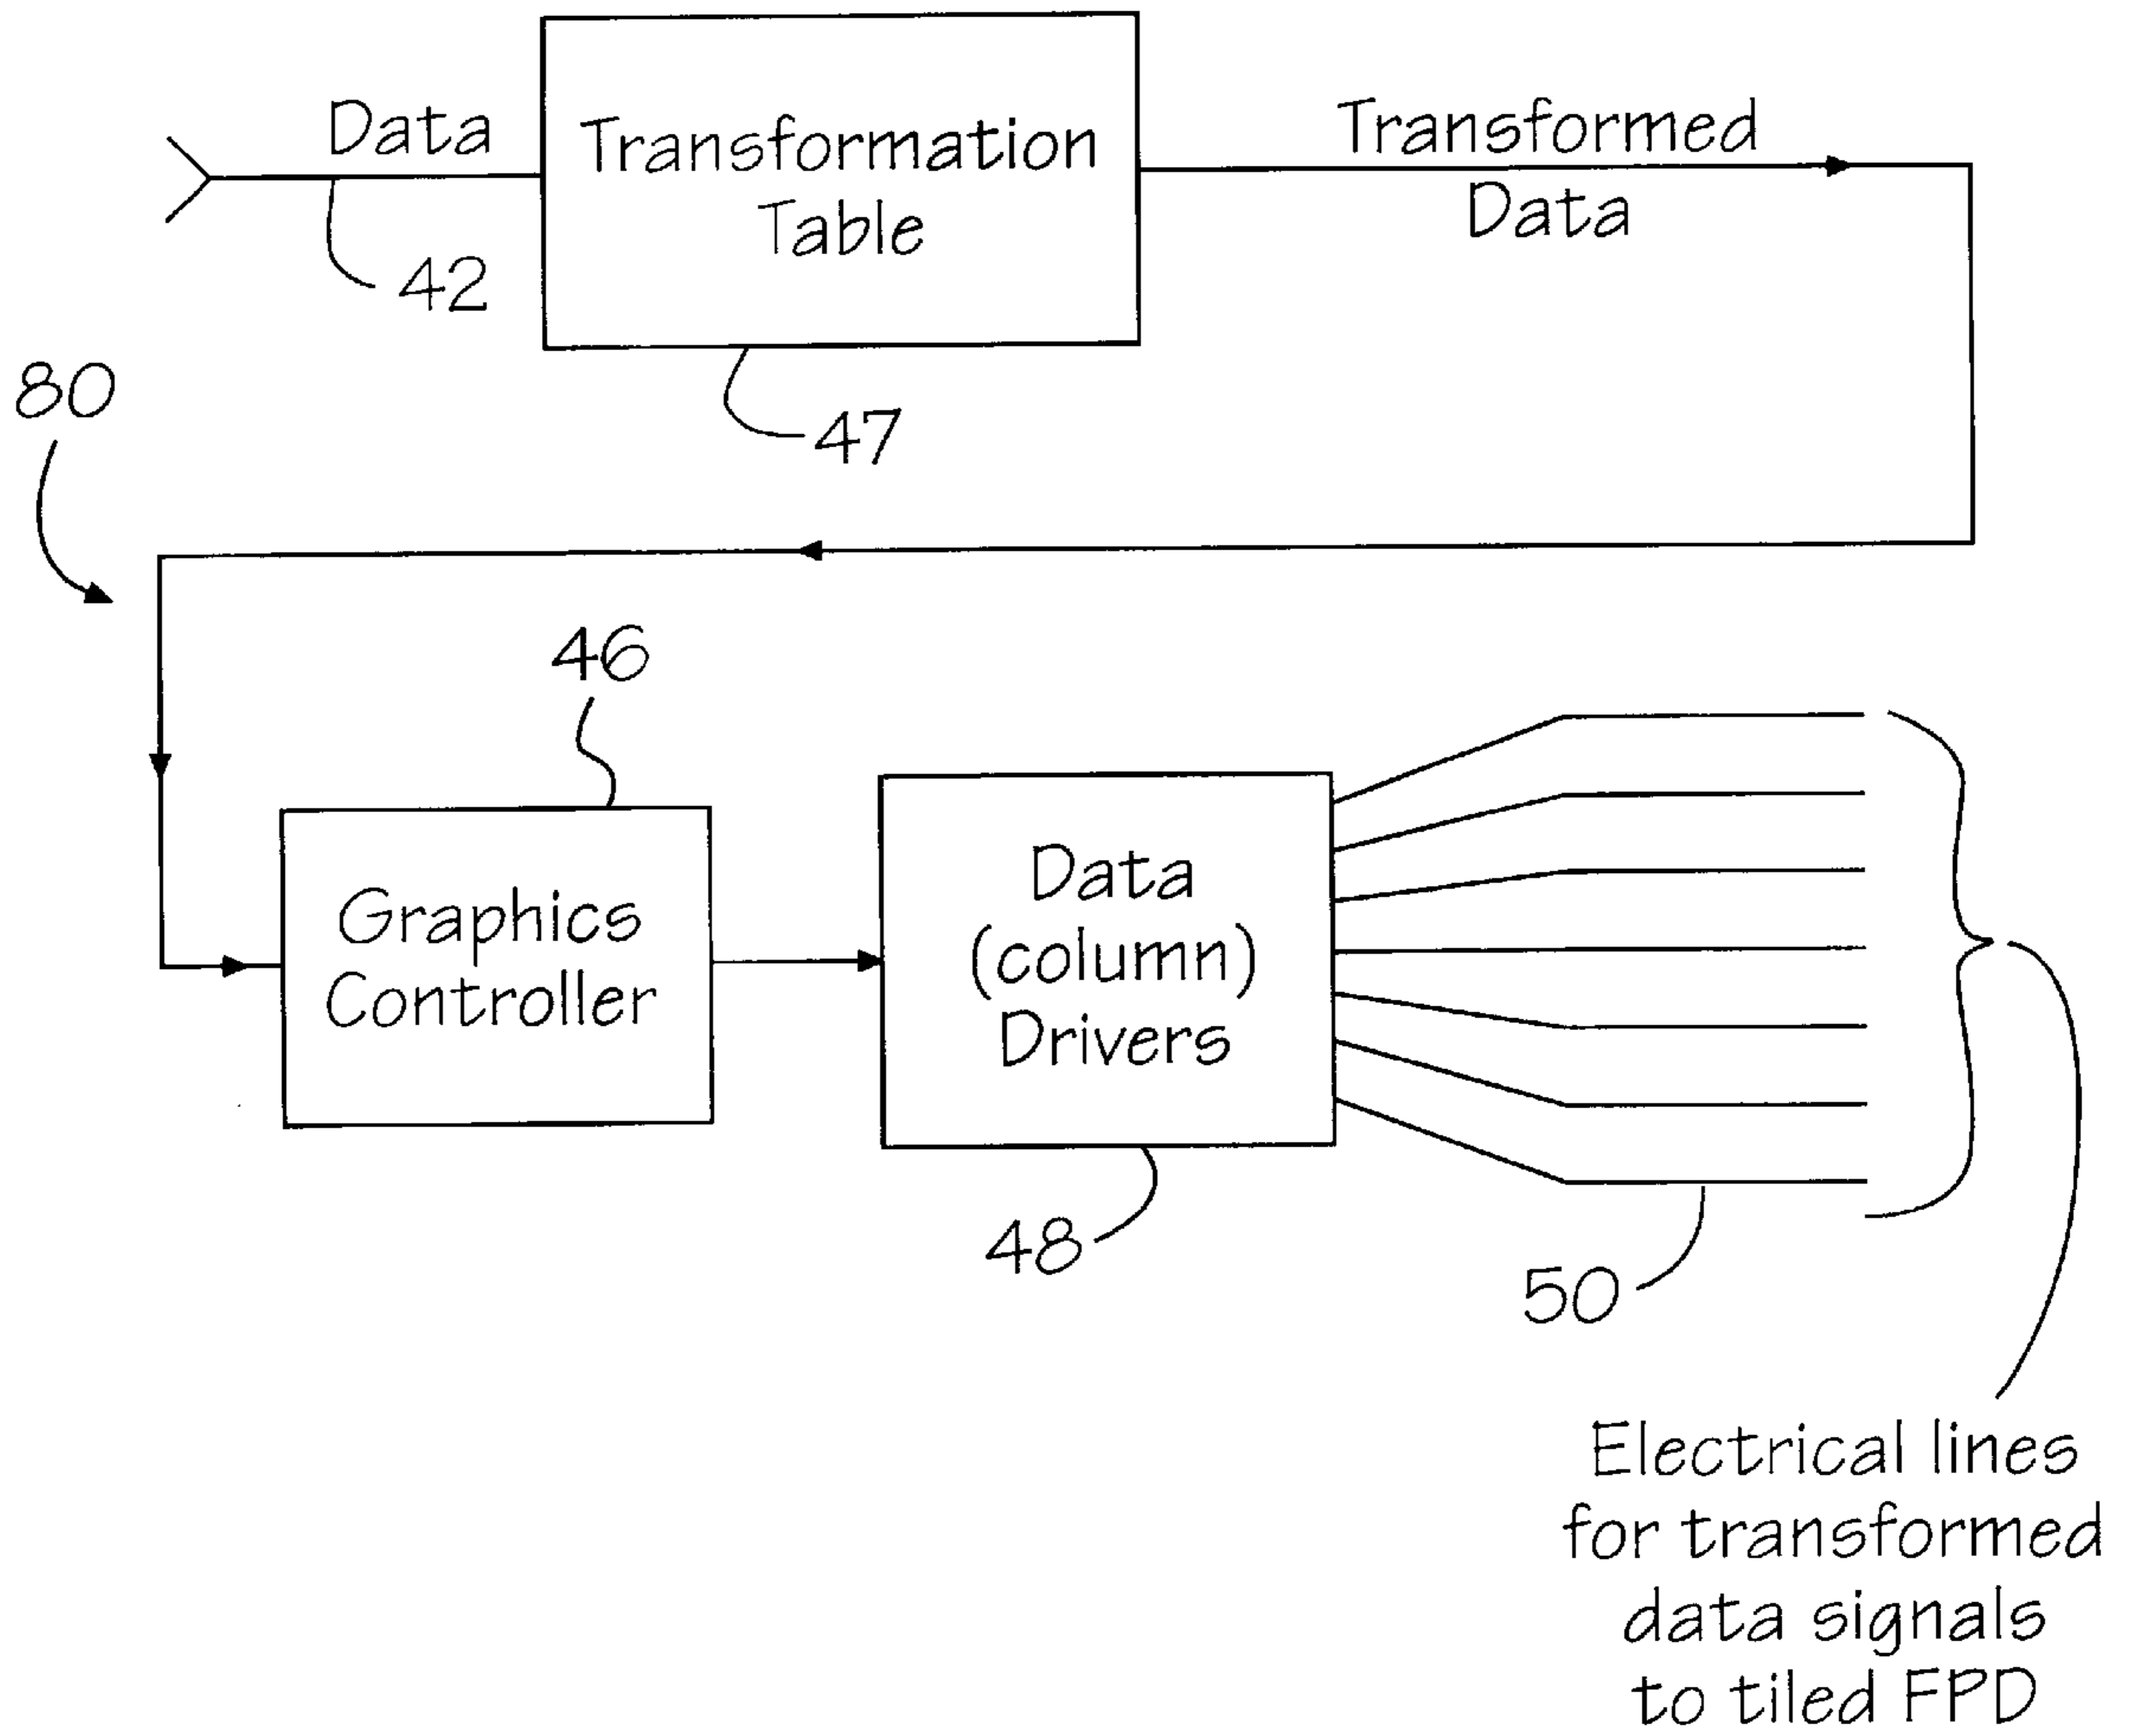 Data
Transformation
Table
Transformed
Data
42
47
80
46
Graphics
Controller
Data
(column)
Drivers
48
50
Electrical lines
for transformed
data signals
to tiled FPD